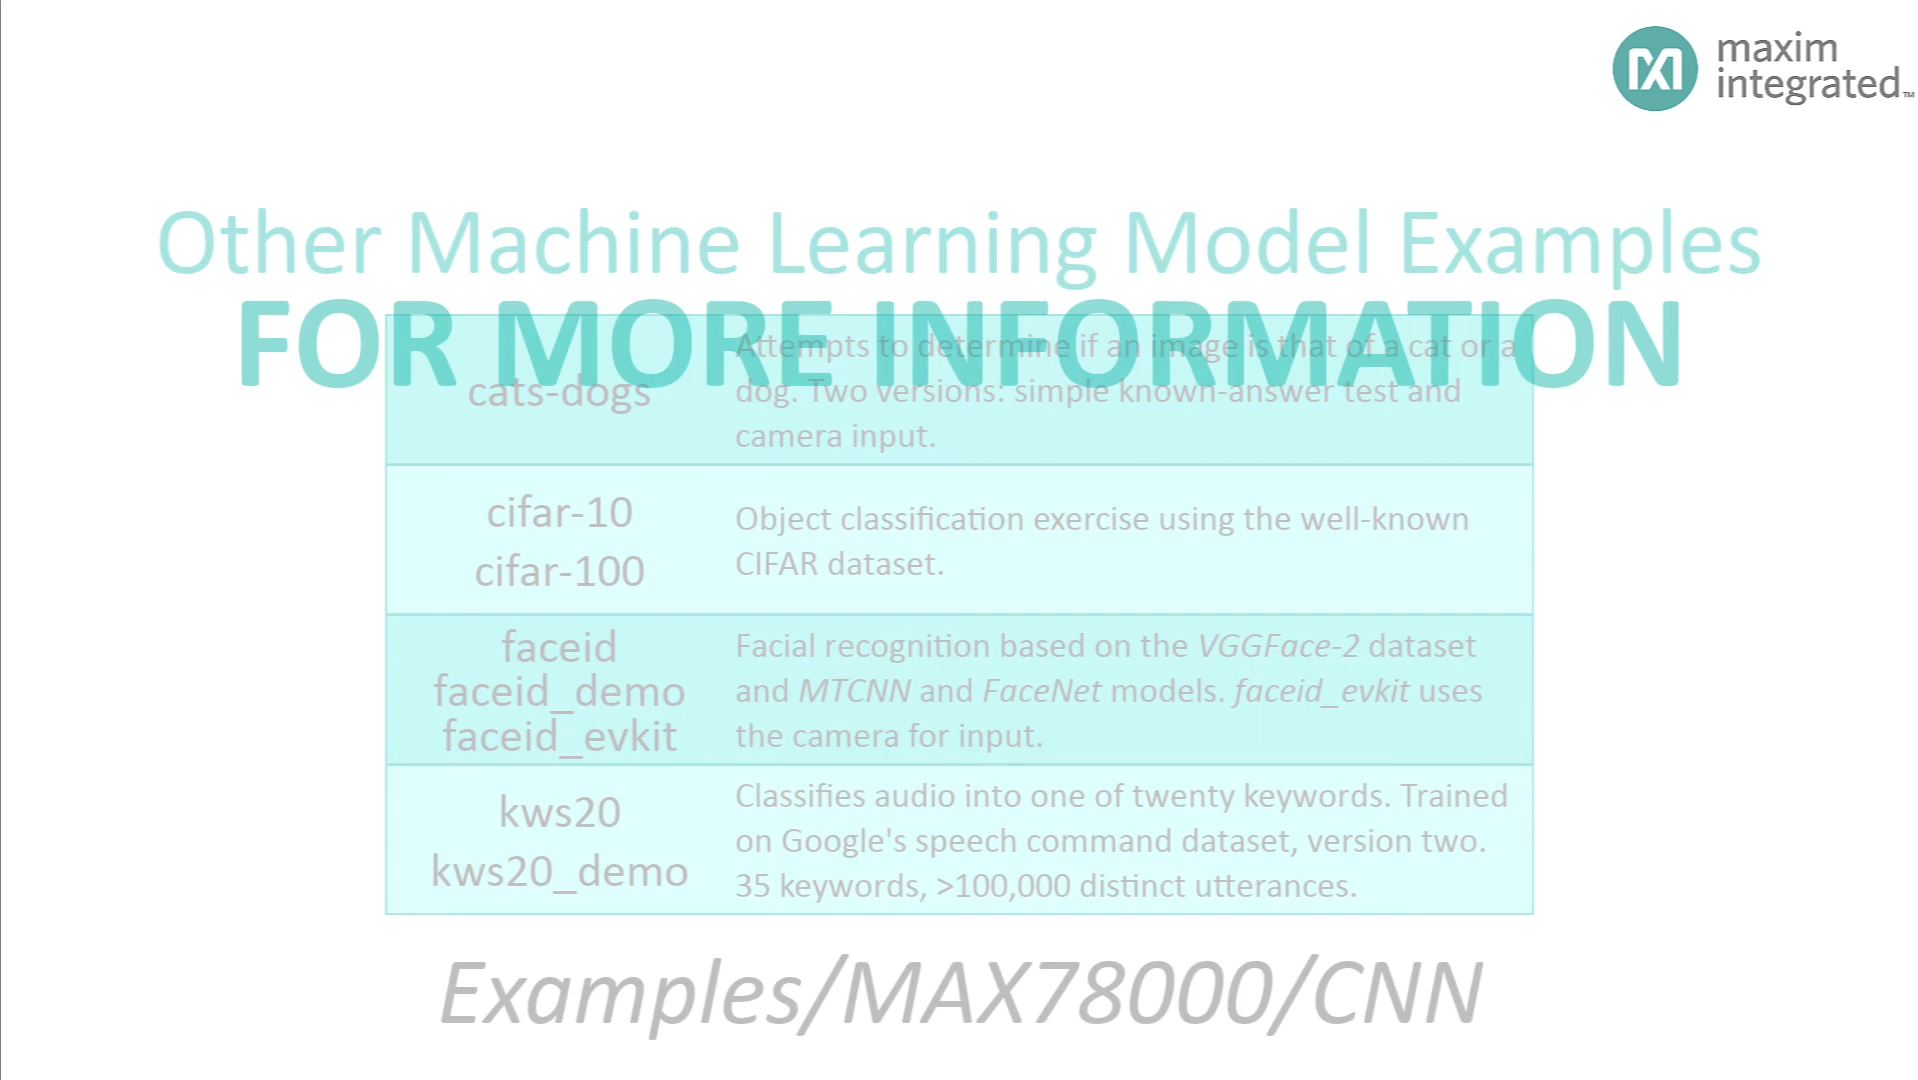 maxim
integrated™
Other Machine Learning Model Examples
FOR MORE INFORMATION
cats-dogs
Attempts to determine if an image is that of a cat or a
dog. Two versions: simple known-answer test and
camera input.
cifar-10
cifar-100
Object classification exercise using the well-known
CIFAR dataset.
faceid
faceid_demo
faceid_evkit
Facial recognition based on the VGGFace-2 dataset
and MTCNN and FaceNet models. faceid_evkit uses
the camera for input.
kws20
kws20_demo
Classifies audio into one of twenty keywords. Trained
on Google's speech command dataset, version two.
35 keywords, >100,000 distinct utterances.
Examples/MAX78000/CNN